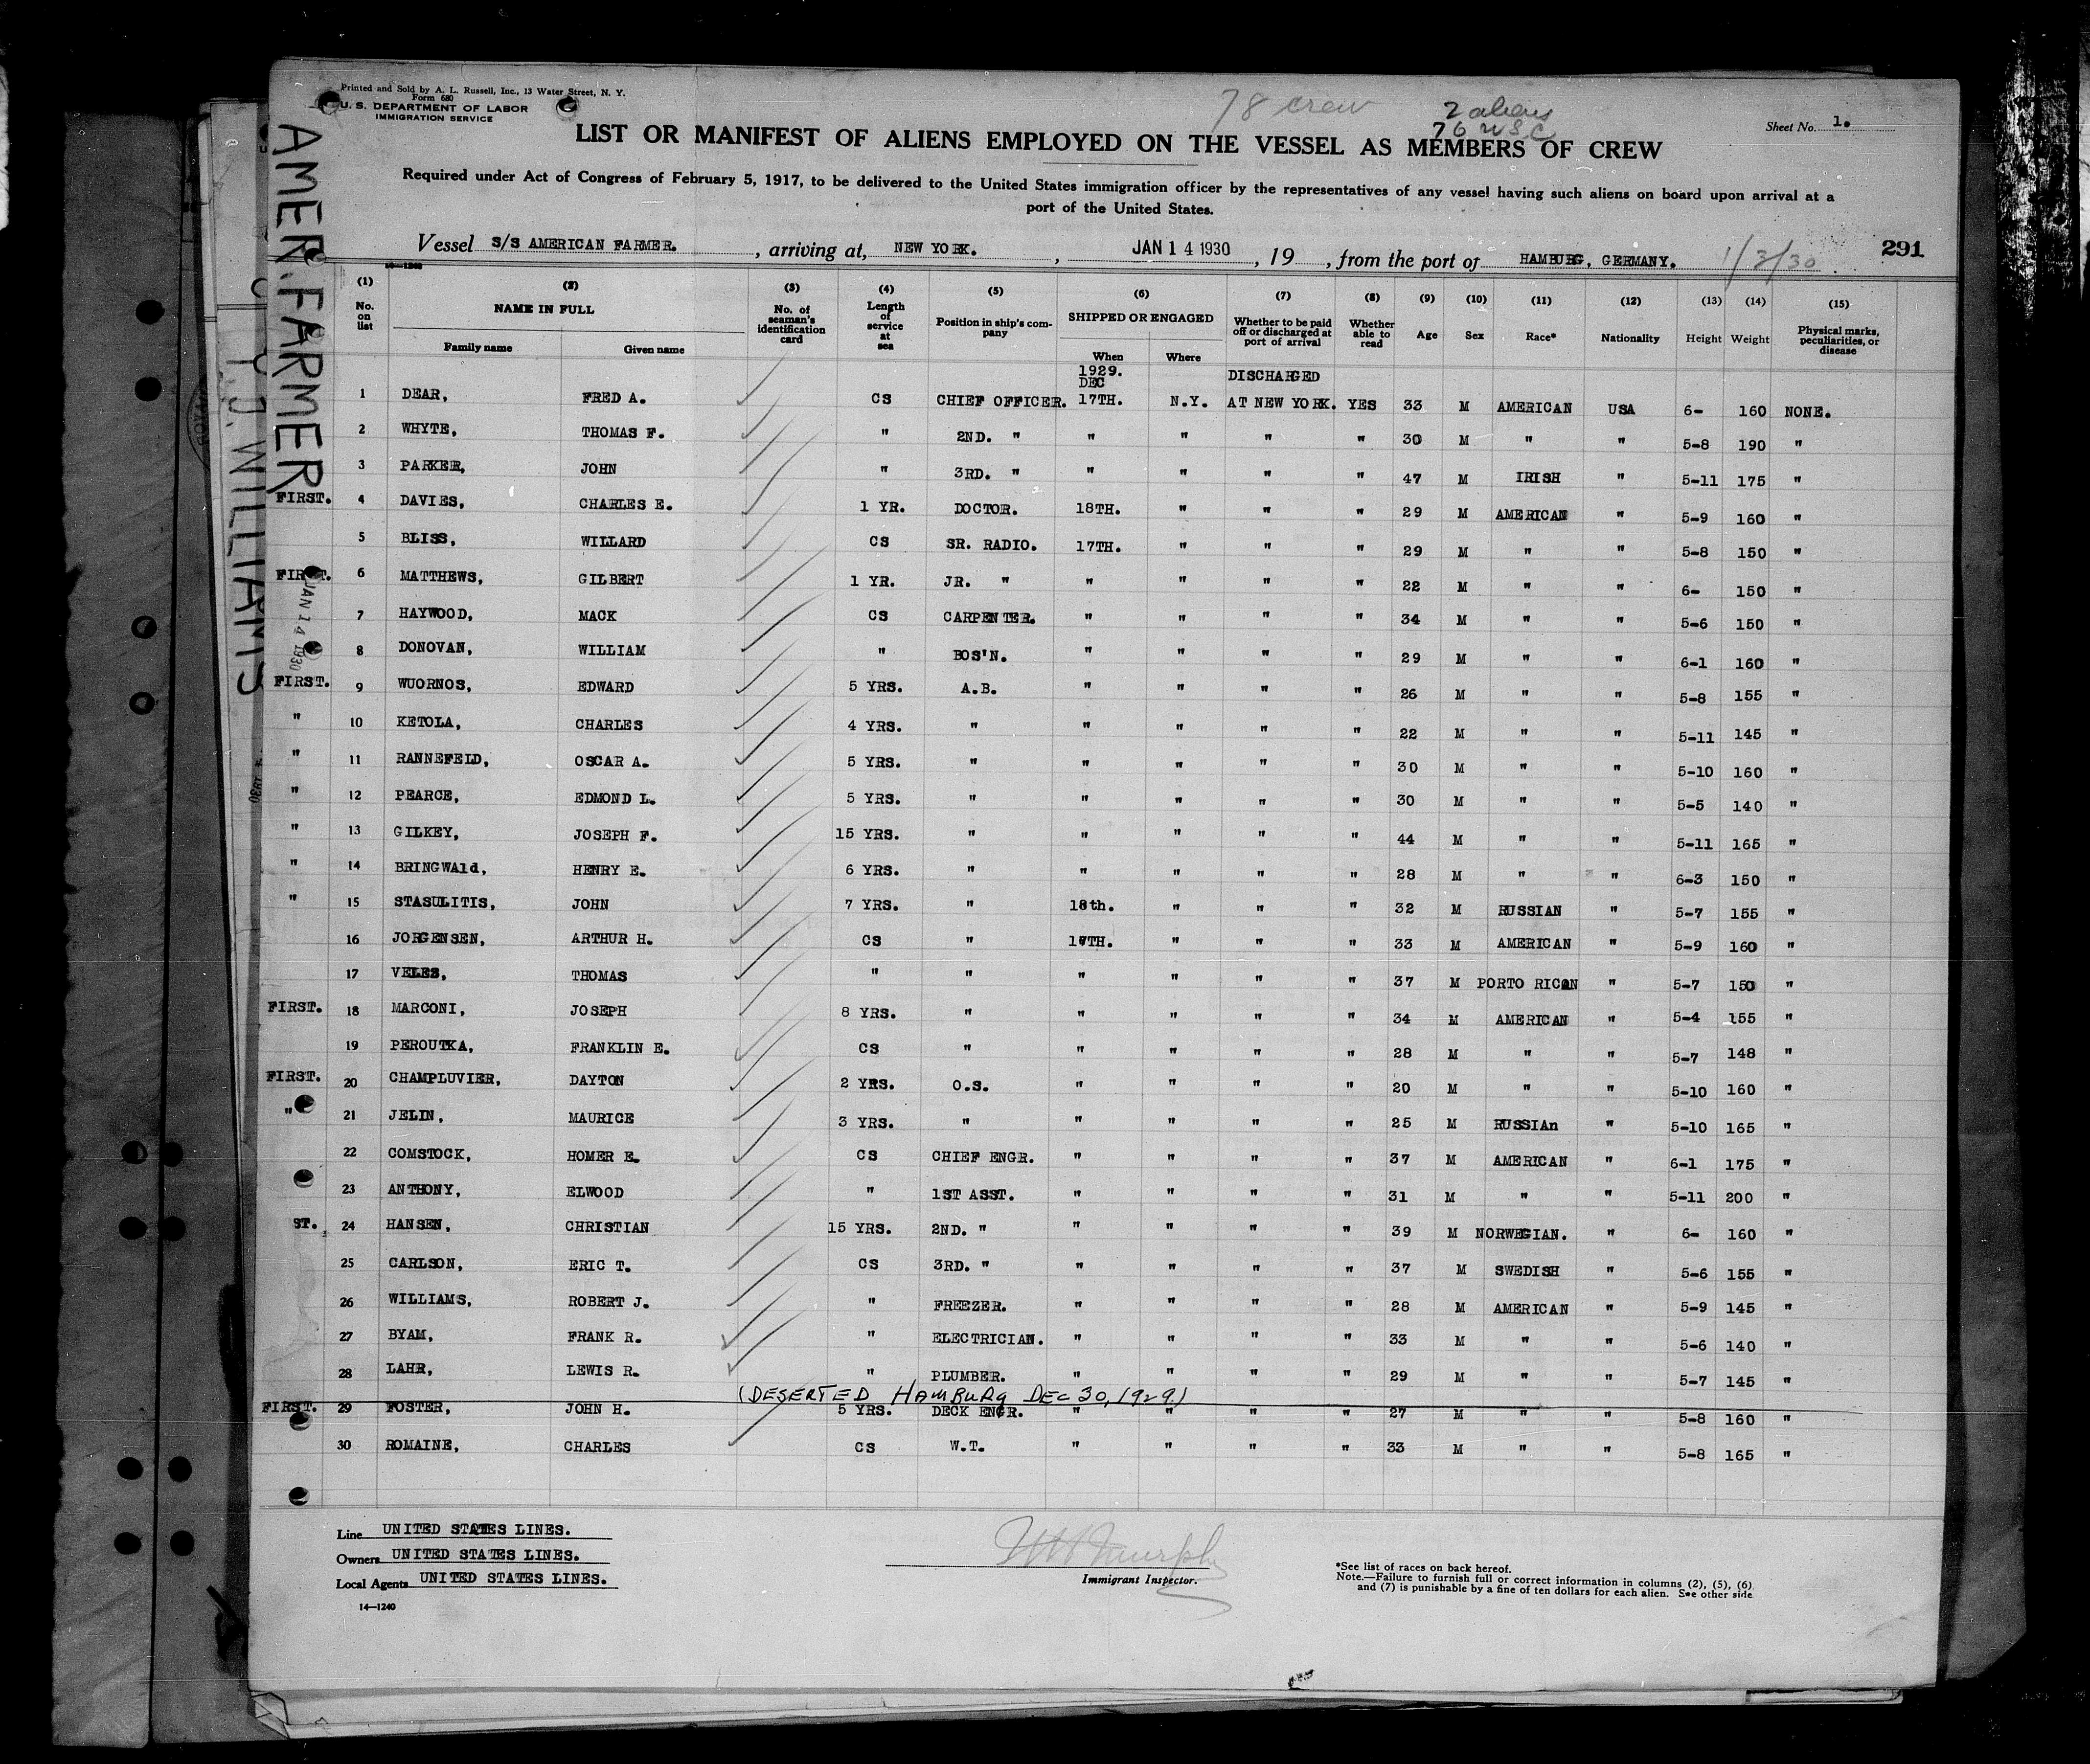 Printed and Sold by A. L. Russell, Inc., 13 Water Street, N. Y.
Form 680
U. S. DEPARTMENT OF LABOR
IMMIGRATION SERVICE
78 crew
2 aliens
76 U S C
Sheet No. 1.
LIST OR MANIFEST OF ALIENS EMPLOYED ON THE VESSEL AS MEMBERS OF CREW
Required under Act of Congress of February 5, 1917, to be delivered to the United States immigration officer by the representatives of any vessel having such aliens on board upon arrival at a
port of the United States.
Vessel S/S AMERICAN FARMER. , arriving at, NEW YORK. , JAN 14 1930 , 19 , from the port of HAMBURG, GERMANY. 1/3/30 291
14—1240
(1) (2) (3) (4) (5) (6) (7) (8) (9) (10) (11) (12) (13) (14) (15)
No. on list NAME IN FULL Family name Given name No. of seaman's identification card Length of service at sea Position in ship's company SHIPPED OR ENGAGED When Where Whether to be paid off or discharged at port of arrival Whether able to read Age Sex Race* Nationality Height Weight Physical marks, peculiarities, or disease
1929. DEC DISCHARGED
1 DEAR, FRED A. CS CHIEF OFFICER. 17TH. N.Y. AT NEW YORK. YES 33 M AMERICAN USA 6- 160 NONE.
2 WHYTE, THOMAS F. " 2ND. " " " " " 30 M " " 5-8 190 "
3 PARKER, JOHN " 3RD. " " " " " 47 M IRISH " 5-11 175 "
FIRST. 4 DAVIES, CHARLES E. 1 YR. DOCTOR. 18TH. " " " 29 M AMERICAN " 5-9 160 "
5 BLISS, WILLARD CS SR. RADIO. 17TH. " " " 29 M " " 5-8 150 "
FIRST. 6 MATTHEWS, GILBERT 1 YR. JR. " " " " " 22 M " " 6- 150 "
7 HAYWOOD, MACK CS CARPENTER. " " " " 34 M " " 5-6 150 "
8 DONOVAN, WILLIAM " BOS'N. " " " " 29 M " " 6-1 160 "
FIRST. 9 WUORNOS, EDWARD 5 YRS. A.B. " " " " 26 M " " 5-8 155 "
" 10 KETOLA, CHARLES 4 YRS. " " " " " 22 M " " 5-11 145 "
" 11 RANNEFELD, OSCAR A. 5 YRS. " " " " " 30 M " " 5-10 160 "
" 12 PEARCE, EDMOND L. 5 YRS. " " " " " 30 M " " 5-5 140 "
" 13 GILKEY, JOSEPH F. 15 YRS. " " " " " 44 M " " 5-11 165 "
" 14 BRINGWAld, HENRY E. 6 YRS. " " " " " 28 M " " 6-3 150 "
" 15 STASULITIS, JOHN 7 YRS. " 18th. " " " 32 M RUSSIAN " 5-7 155 "
16 JORGENSEN, ARTHUR H. CS " 17TH. " " " 33 M AMERICAN " 5-9 160 "
17 VELES, THOMAS " " " " " " 37 M PORTO RICAN " 5-7 150 "
FIRST. 18 MARCONI, JOSEPH 8 YRS. " " " " " 34 M AMERICAN " 5-4 155 "
19 PEROUTKA, FRANKLIN E. CS " " " " " 28 M " " 5-7 148 "
FIRST. 20 CHAMPLUVIER, DAYTON 2 YRS. O.S. " " " " 20 M " " 5-10 160 "
" 21 JELIN, MAURICE 3 YRS. " " " " " 25 M RUSSIAn " 5-10 165 "
22 COMSTOCK, HOMER E. CS CHIEF ENGR. " " " " 37 M AMERICAN " 6-1 175 "
23 ANTHONY, ELWOOD " 1ST ASST. " " " " 31 M " " 5-11 200 "
ST. 24 HANSEN, CHRISTIAN 15 YRS. 2ND. " " " " " 39 M NORWEGIAN. " 6- 160 "
25 CARLSON, ERIC T. CS 3RD. " " " " " 37 M SWEDISH " 5-6 155 "
26 WILLIAMS, ROBERT J. " FREEZER. " " " " 28 M AMERICAN " 5-9 145 "
27 BYAM, FRANK R. " ELECTRICIAN. " " " " 33 M " " 5-6 140 "
28 LAHR, LEWIS R. " PLUMBER. " " " " 29 M " " 5-7 145 "
(DESERTED HAMBURG DEC 30, 1929)
FIRST. 29 FOSTER, JOHN H. 5 YRS. DECK ENGR. " " " " 27 M " " 5-8 160 "
30 ROMAINE, CHARLES CS W.T. " " " " 33 M " " 5-8 165 "
Line UNITED STATES LINES.
Owners UNITED STATES LINES.
Local Agents UNITED STATES LINES.
14—1240
Murphy
Immigrant Inspector.
*See list of races on back hereof.
Note.—Failure to furnish full or correct information in columns (2), (5), (6)
and (7) is punishable by a fine of ten dollars for each alien. See other side
AMER. FARMER
JAN 14 1930
WILLIAMS